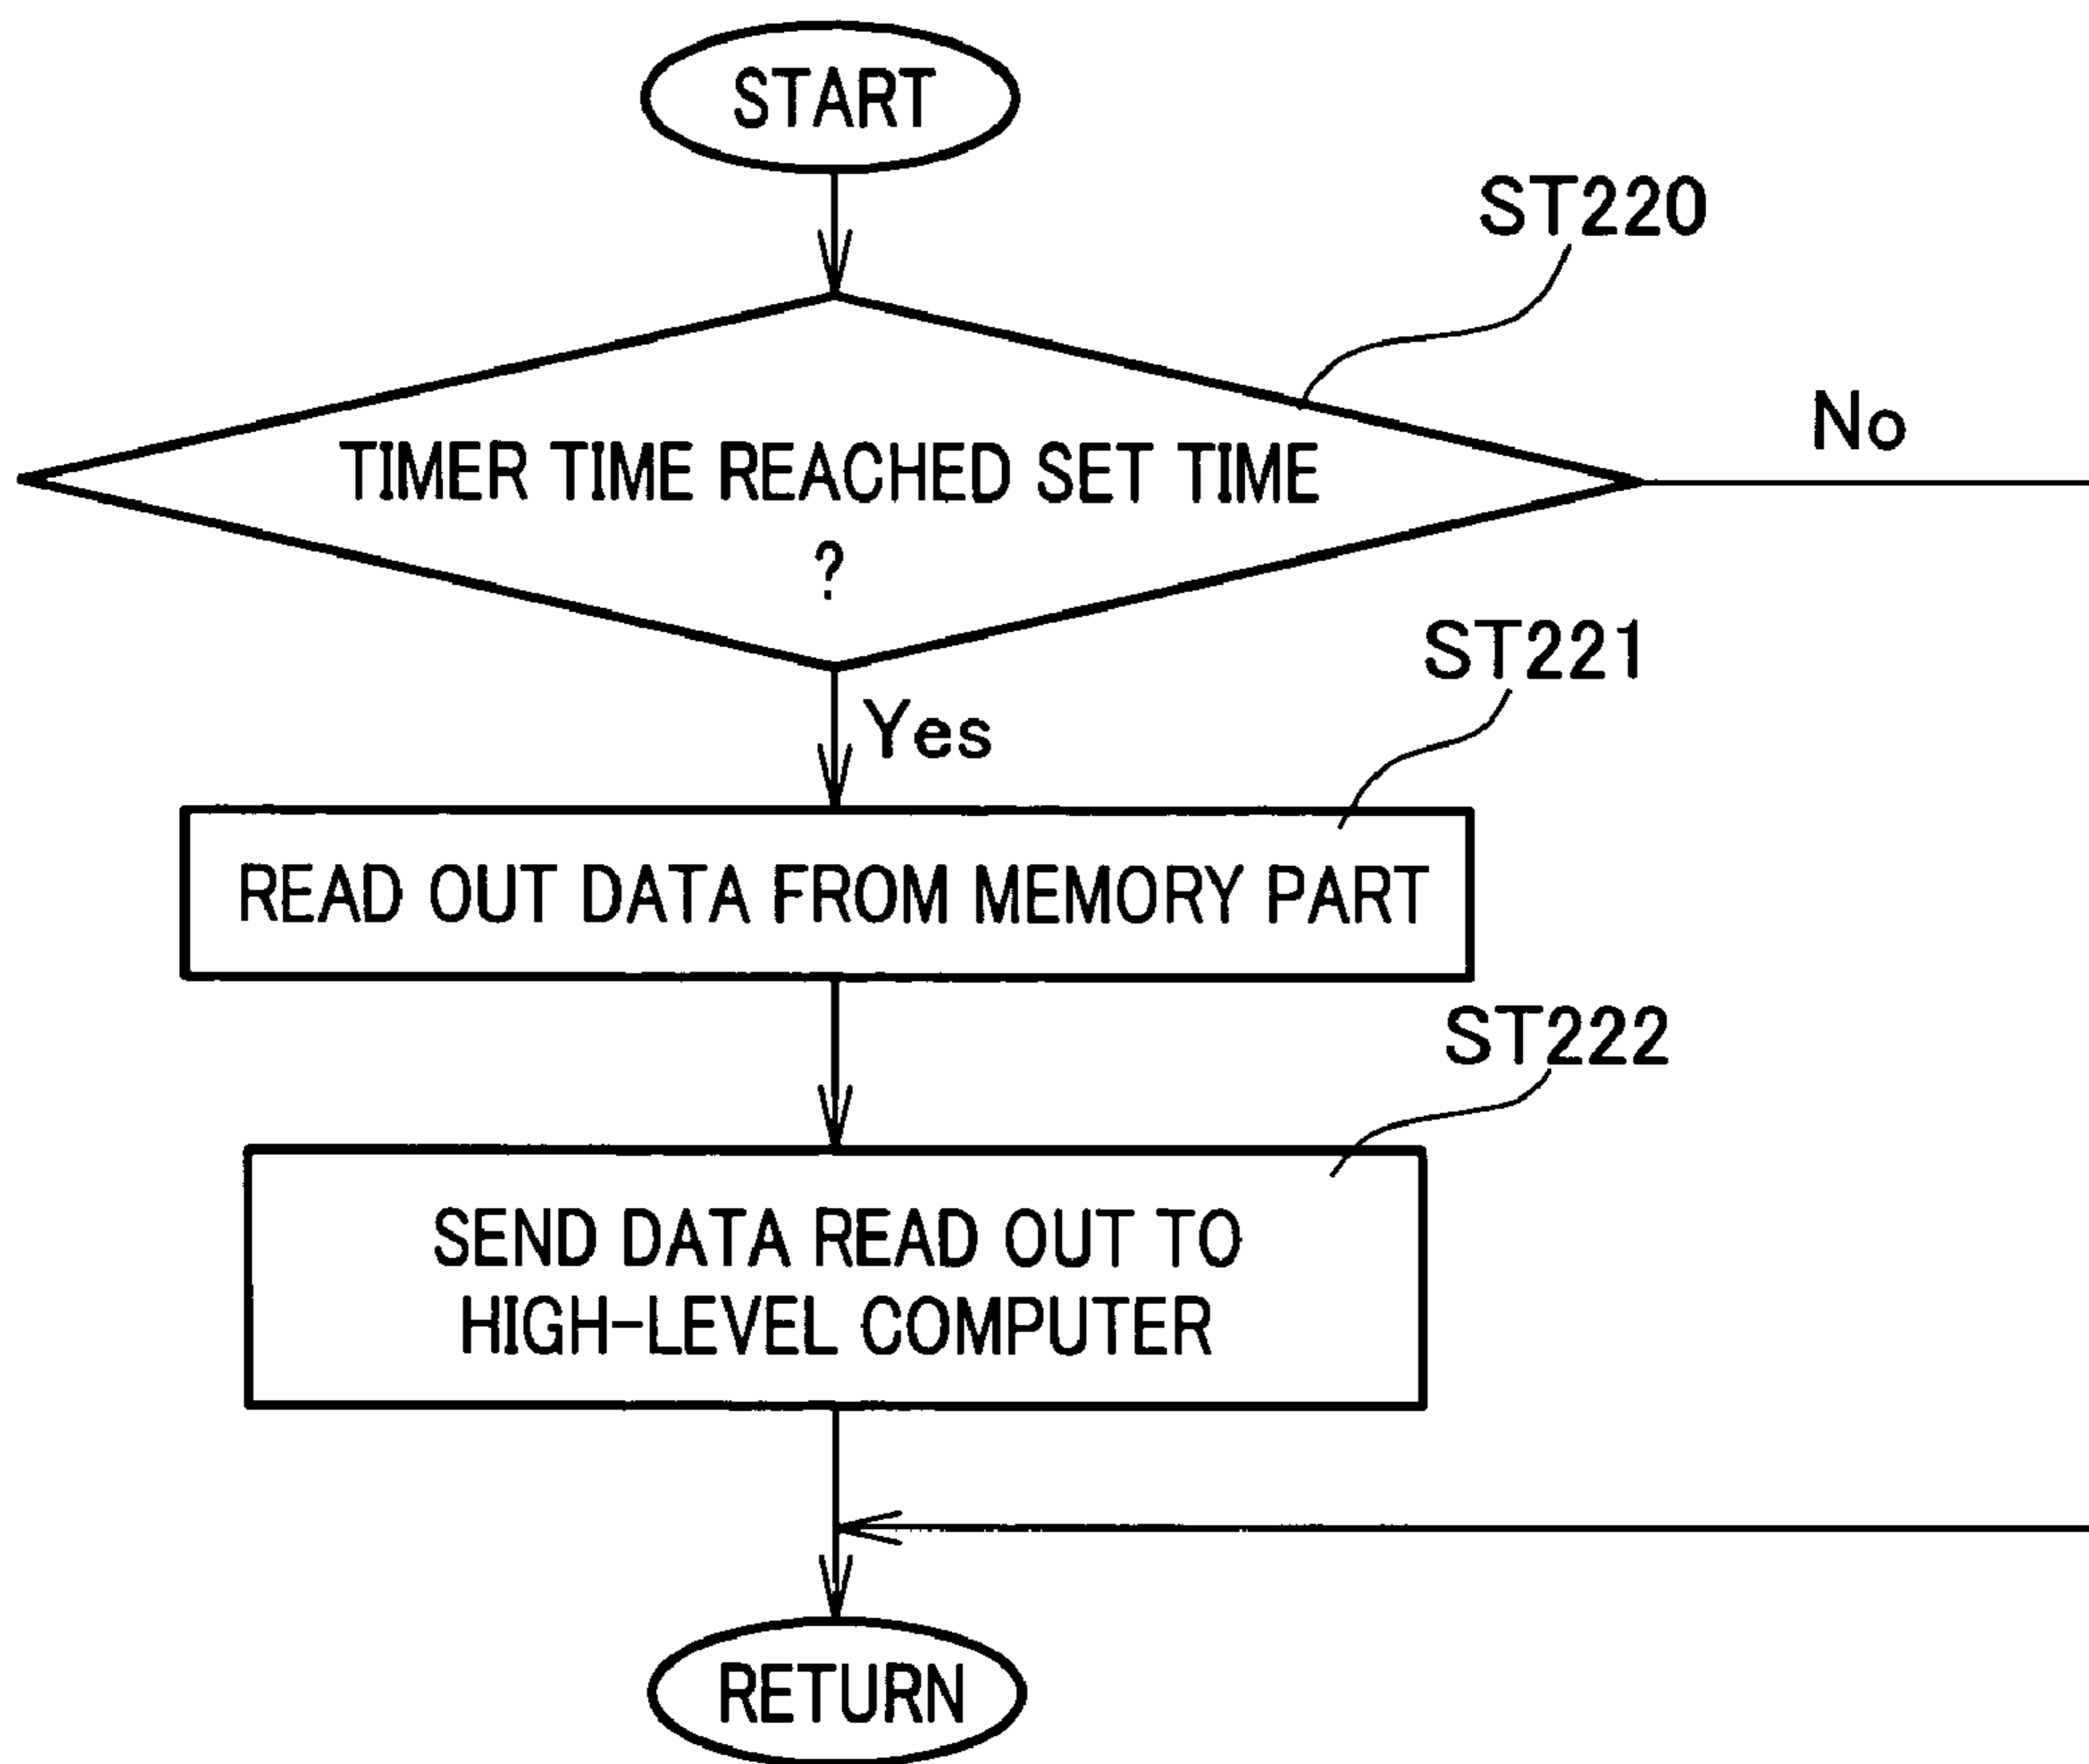 START
ST220
No
TIMER TIME REACHED SET TIME
?
ST221
Yes
READ OUT DATA FROM MEMORY PART
ST222
SEND DATA READ OUT TO
HIGH-LEVEL COMPUTER
RETURN